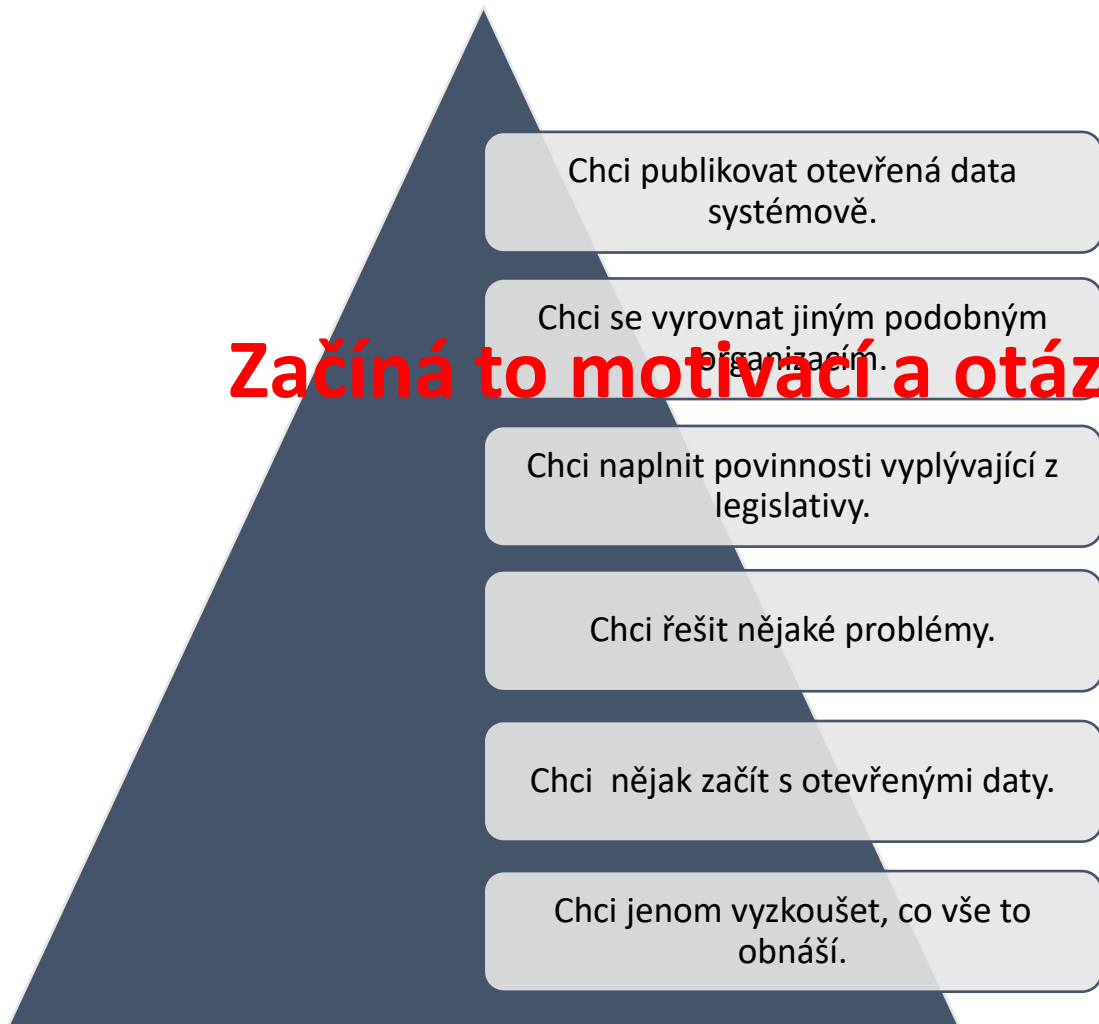 Chci publikovat otevřená data
systémově.
Chci se vyrovnat jiným podobným
organizacím.
Začíná to motivací a otáz
Chci naplnit povinnosti vyplývající z
legislativy.
Chci řešit nějaké problémy.
Chci  nějak začít s otevřenými daty.
Chci jenom vyzkoušet, co vše to
obnáší.